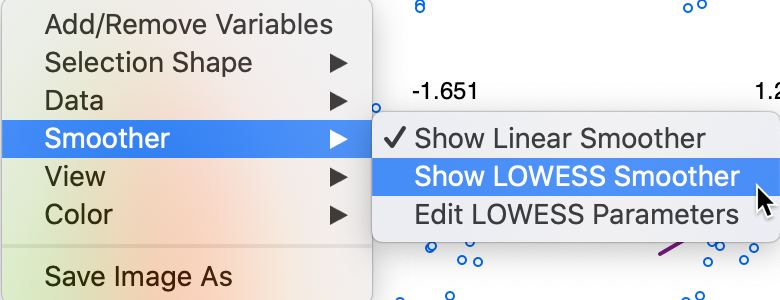 Add/Remove Variables
Selection Shape
Data
Smoother
View
Color
Save Image As
-1.651
Show Linear Smoother
Show LOWESS Smoother
Edit LOWESS Parameters